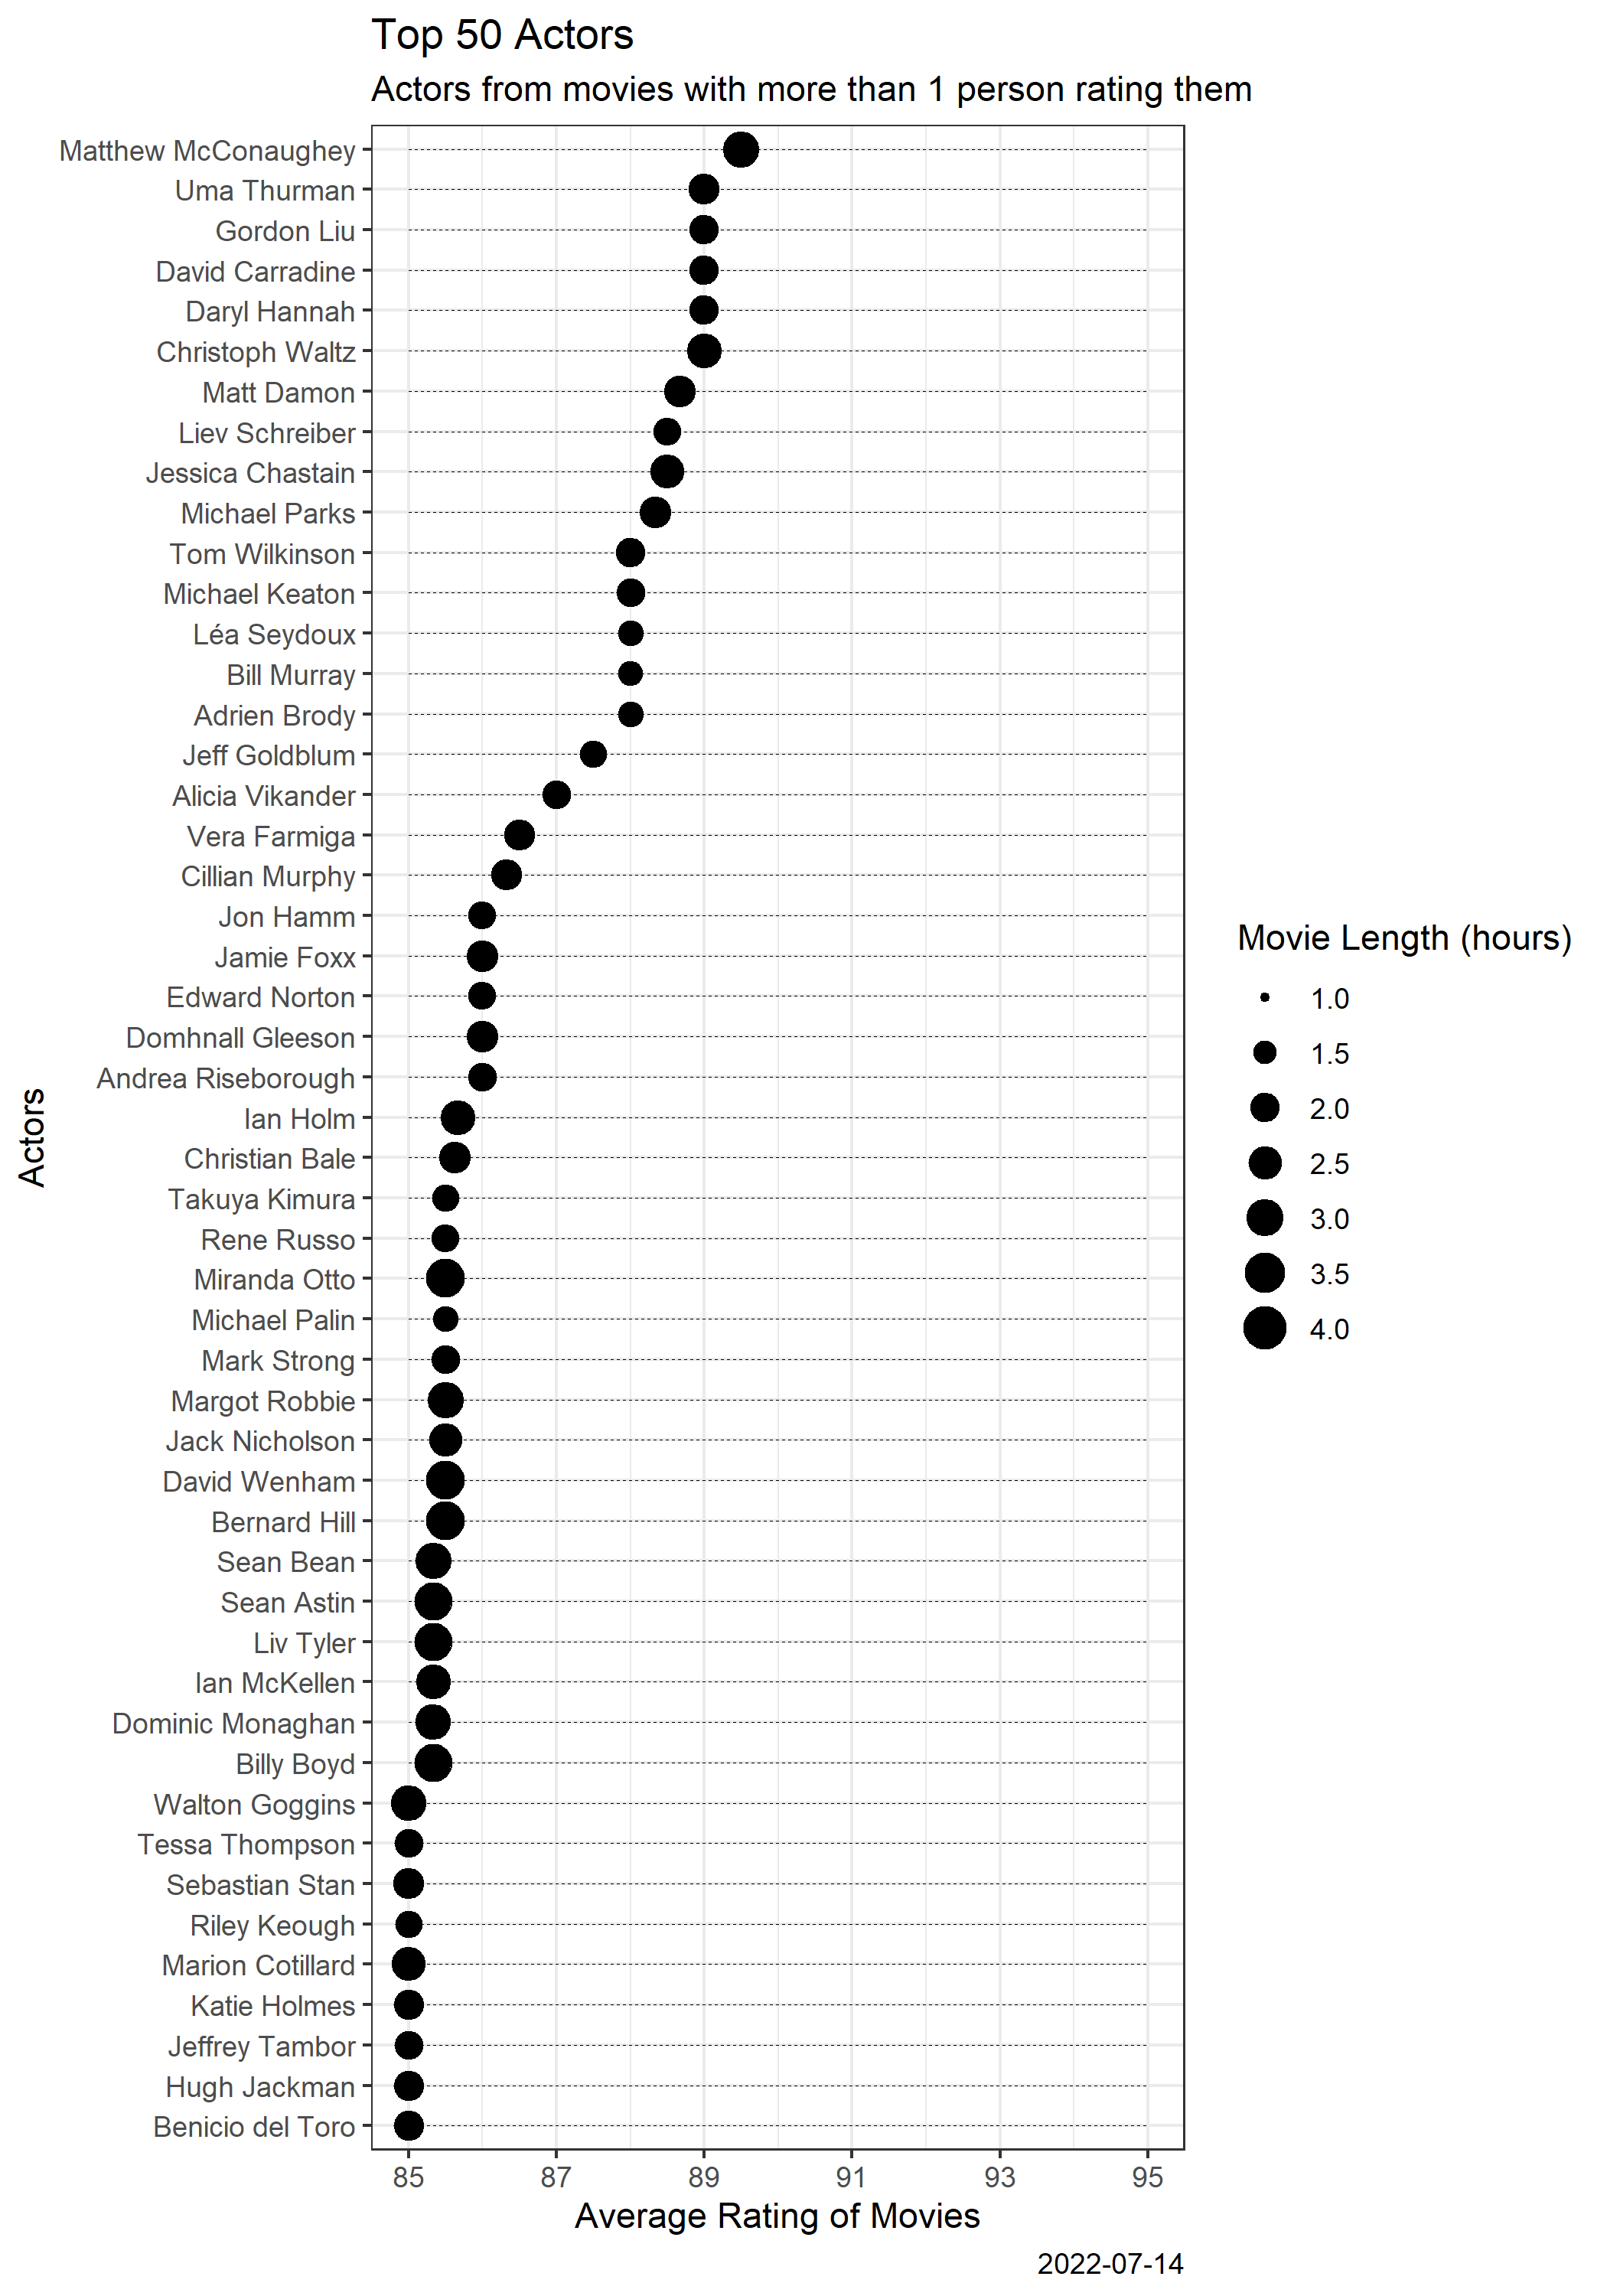 Top 50 Actors
Actors from movies with more than 1 person rating them
Matthew McConaughey
Uma Thurman
Gordon Liu
David Carradine
Daryl Hannah
Christoph Waltz
Matt Damon
Liev Schreiber
Jessica Chastain
Michael Parks
Tom Wilkinson
Michael Keaton
Léa Seydoux
Bill Murray
Adrien Brody
Jeff Goldblum
Alicia Vikander
Vera Farmiga
Cillian Murphy
Jon Hamm
Jamie Foxx
Edward Norton
Domhnall Gleeson
Andrea Riseborough
Ian Holm
Christian Bale
Takuya Kimura
Rene Russo
Miranda Otto
Michael Palin
Mark Strong
Margot Robbie
Jack Nicholson
David Wenham
Bernard Hill
Sean Bean
Sean Astin
Liv Tyler
Ian McKellen
Dominic Monaghan
Billy Boyd
Walton Goggins
Tessa Thompson
Sebastian Stan
Riley Keough
Marion Cotillard
Katie Holmes
Jeffrey Tambor
Hugh Jackman
Benicio del Toro
Actors
85 87 89 91 93 95
Average Rating of Movies
2022-07-14
Movie Length (hours)
1.0
1.5
2.0
2.5
3.0
3.5
4.0